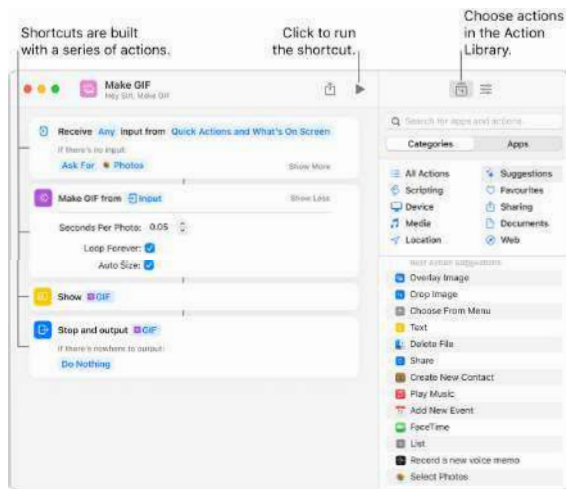 Shortcuts are built
with a series of actions.
Click to run
the shortcut.
Choose actions
in the Action
Library.
Make GIF
Hey Siri, Make GIF
Receive Any input from Quick Actions and What's On Screen
If there's no input:
Ask For Photos
Show More
Make GIF from Input
Show Less
Seconds Per Photo: 0.05
Loop Forever:
Auto Size:
Show GIF
Stop and output GIF
If there's nowhere to output:
Do Nothing
Search for apps and actions
Categories
Apps
All Actions
Suggestions
Scripting
Favourites
Device
Sharing
Media
Documents
Location
Web
Next Action Suggestions
Overlay Image
Crop Image
Choose From Menu
Text
Delete File
Share
Create New Contact
Play Music
Add New Event
FaceTime
List
Record a new voice memo
Select Photos